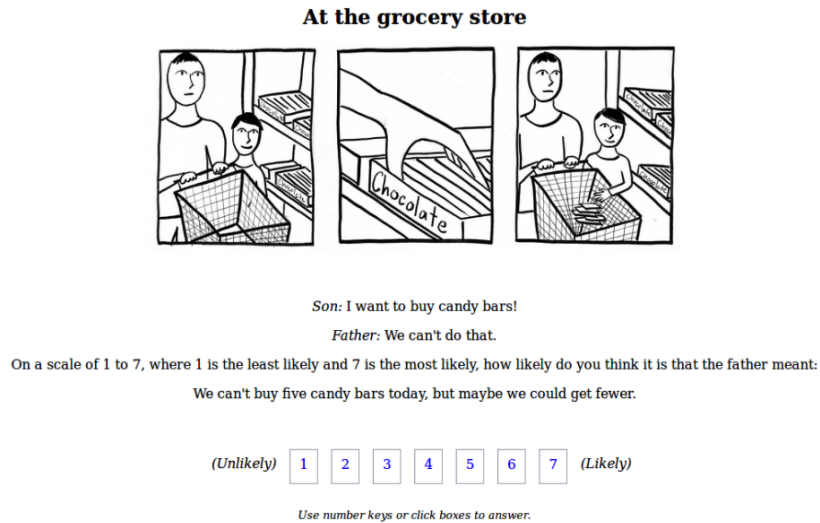 At the grocery store
Chocolate
Son: I want to buy candy bars!
Father: We can't do that.
On a scale of 1 to 7, where 1 is the least likely and 7 is the most likely, how likely do you think it is that the father meant:
We can't buy five candy bars today, but maybe we could get fewer.
(Unlikely) 1 2 3 4 5 6 7 (Likely)
Use number keys or click boxes to answer.